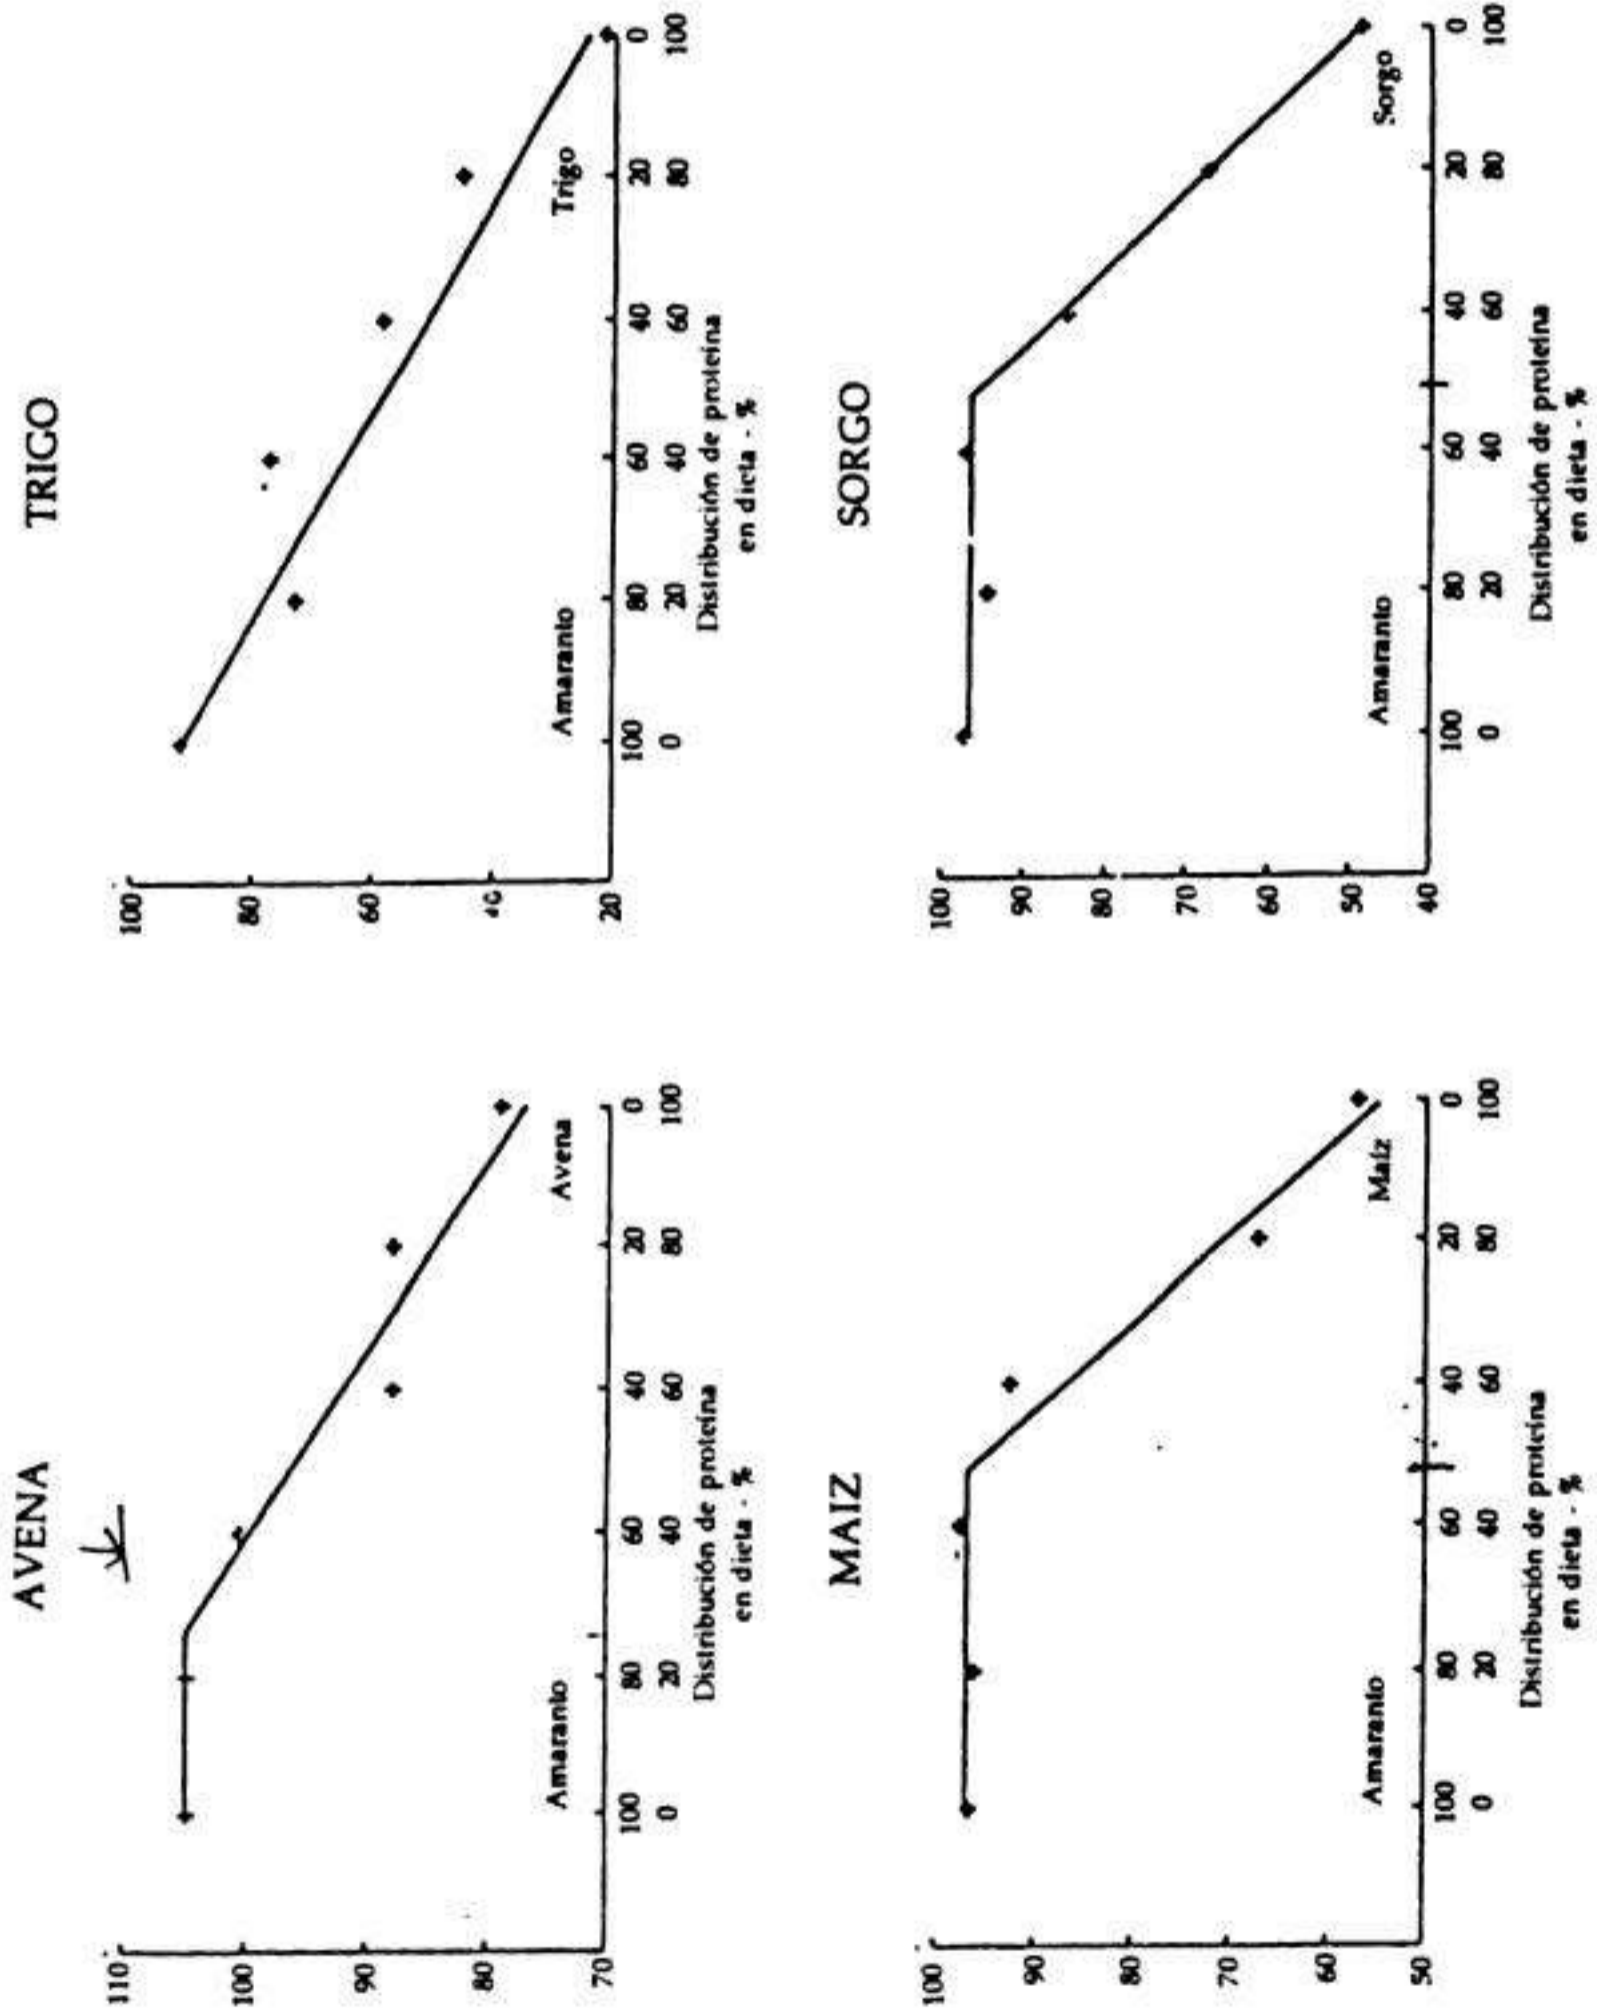 AVENA
110
100
90
80
70
Amaranto
Avena
100 80 60 40 20 0
0 20 40 60 80 100
Distribución de proteína
en dieta - %
TRIGO
100
80
60
40
20
Amaranto
Trigo
100 80 60 40 20 0
0 20 40 60 80 100
Distribución de proteína
en dieta - %
MAIZ
100
90
80
70
60
50
Amaranto
Maíz
100 80 60 40 20 0
0 20 40 60 80 100
Distribución de proteína
en dieta - %
SORGO
100
90
80
70
60
50
40
Amaranto
Sorgo
100 80 60 40 20 0
0 20 40 60 80 100
Distribución de proteína
en dieta - %